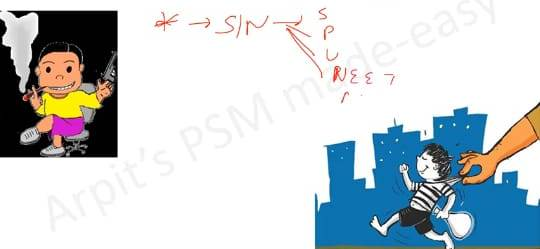 * → SIN → S
P
U
NEET
Arpit's PSM made-easy